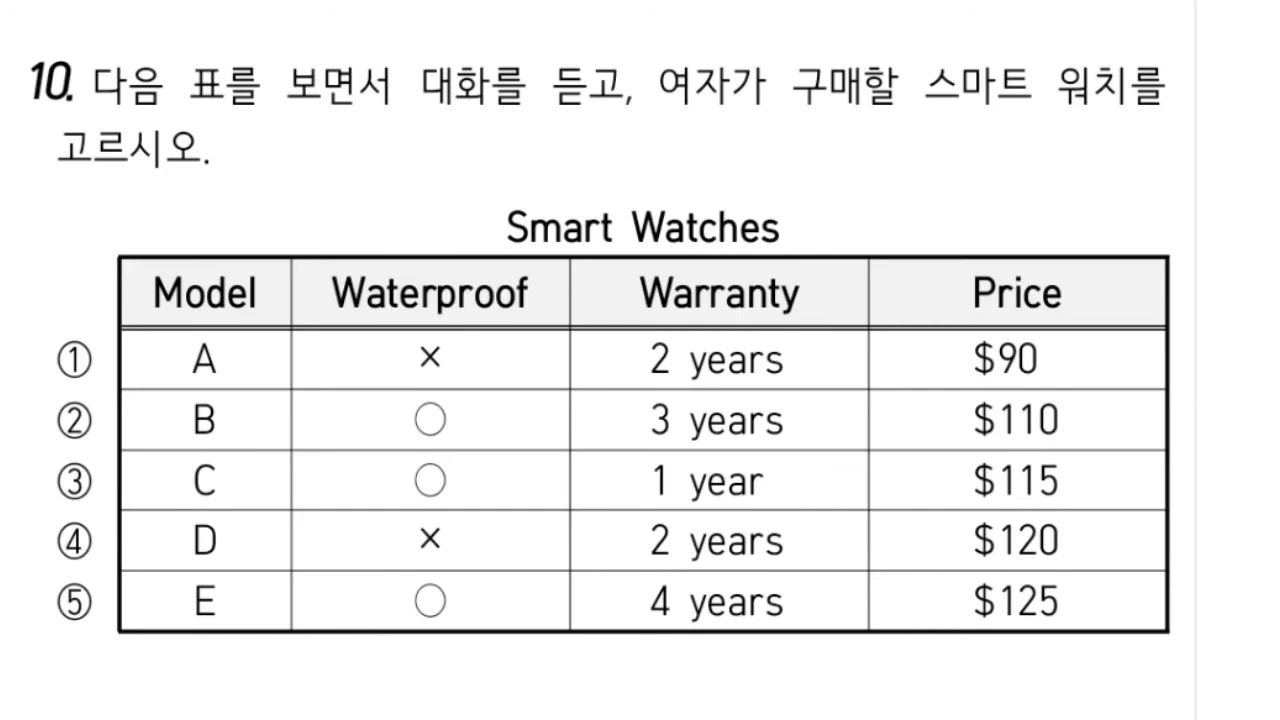 10. 다음 표를 보면서 대화를 듣고, 여자가 구매할 스마트 워치를
고르시오.
Smart Watches
Model Waterproof Warranty Price
① A × 2 years $90
② B ○ 3 years $110
③ C ○ 1 year $115
④ D × 2 years $120
⑤ E ○ 4 years $125